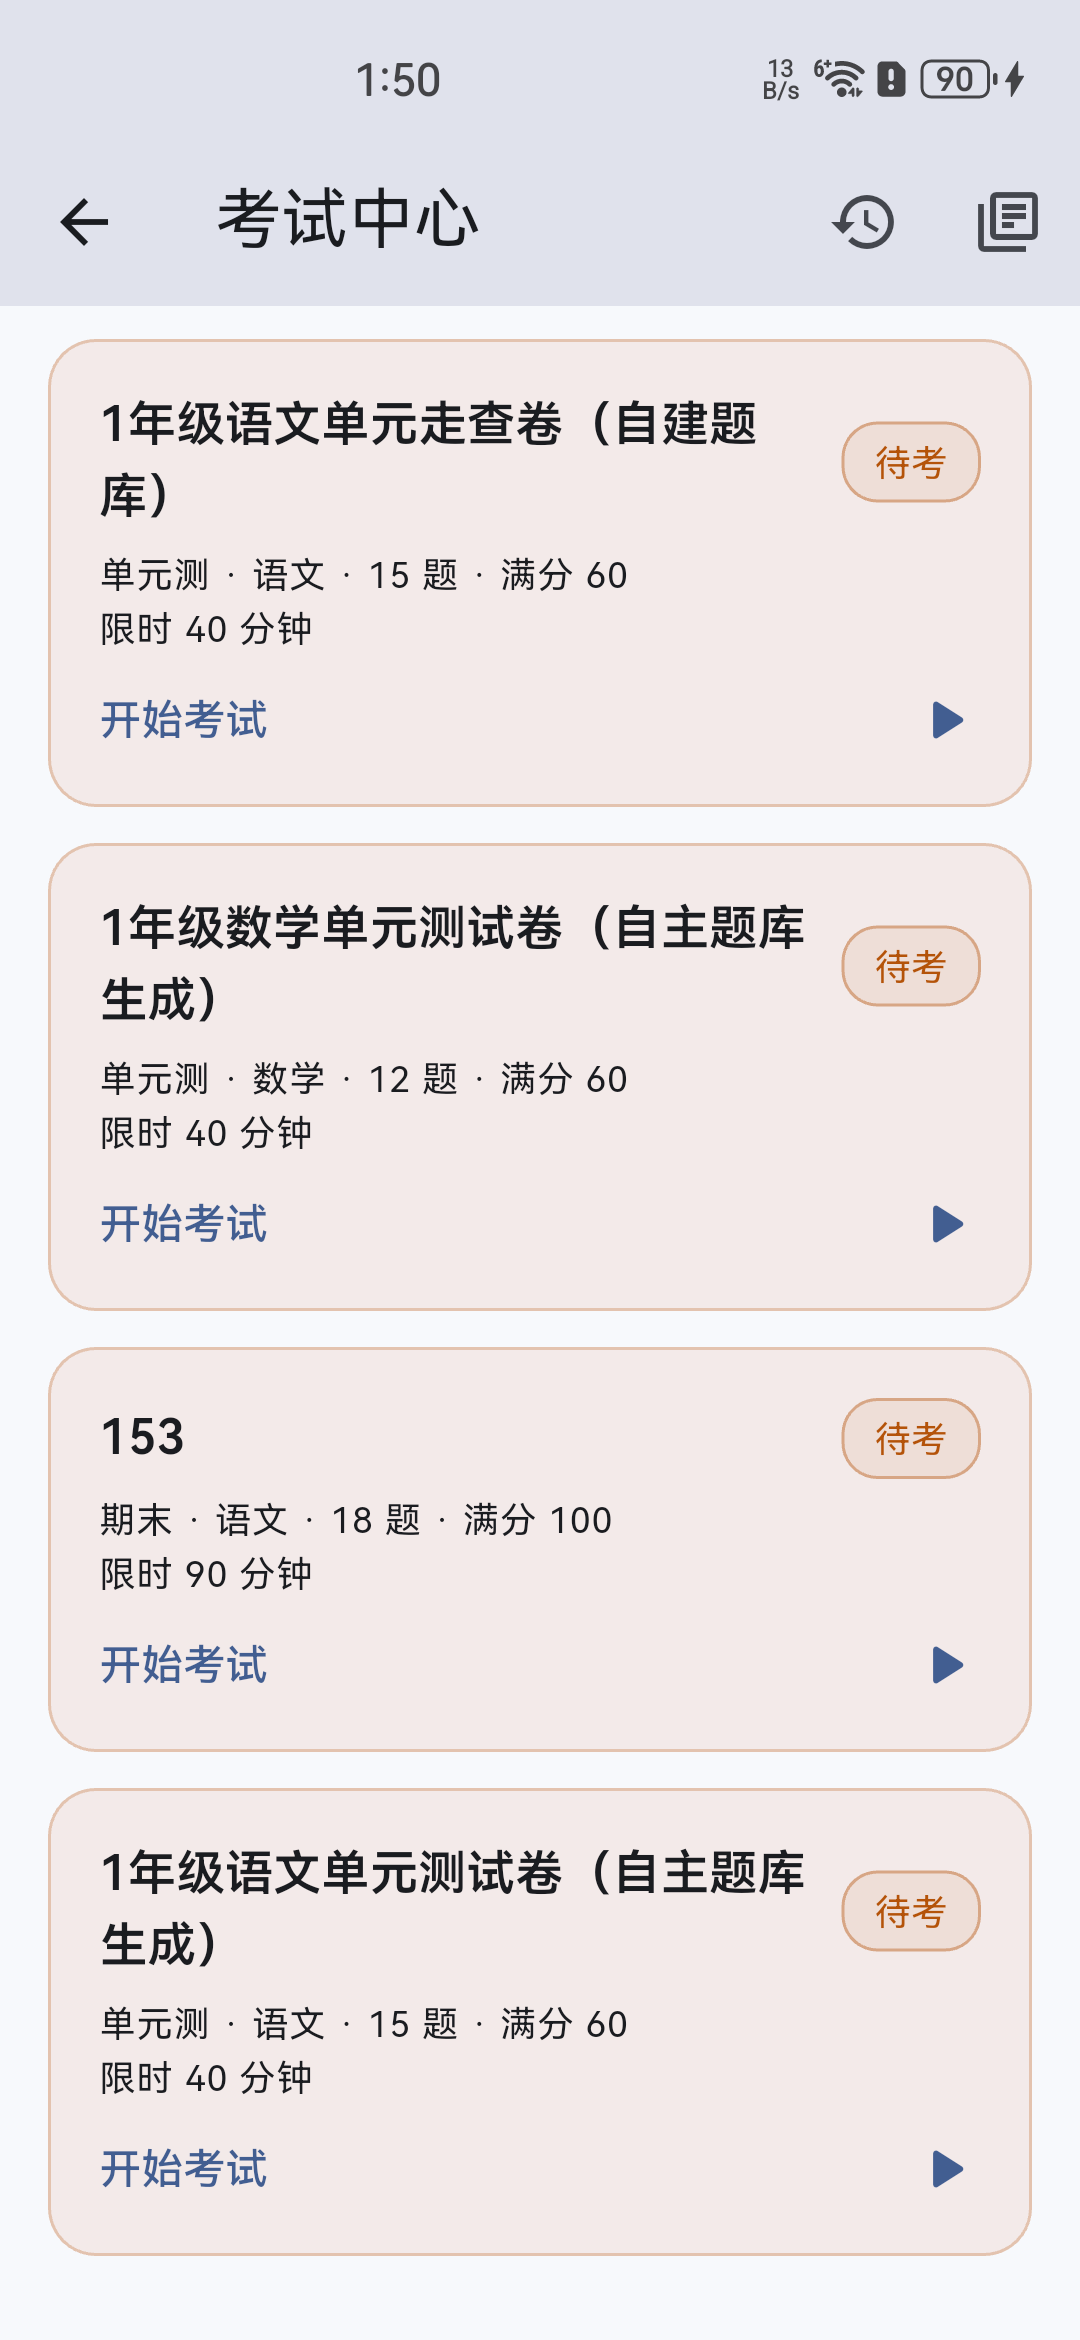 1:50
13
B/s
6+
90
考试中心
1年级语文单元走查卷（自建题
库）
待考
单元测 · 语文 · 15 题 · 满分 60
限时 40 分钟
开始考试
1年级数学单元测试卷（自主题库
生成）
待考
单元测 · 数学 · 12 题 · 满分 60
限时 40 分钟
开始考试
153
待考
期末 · 语文 · 18 题 · 满分 100
限时 90 分钟
开始考试
1年级语文单元测试卷（自主题库
生成）
待考
单元测 · 语文 · 15 题 · 满分 60
限时 40 分钟
开始考试